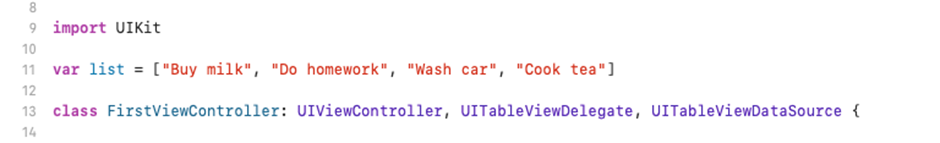 8
9 import UIKit
10
11 var list = ["Buy milk", "Do homework", "Wash car", "Cook tea"]
12
13 class FirstViewController: UIViewController, UITableViewDelegate, UITableViewDataSource {
14